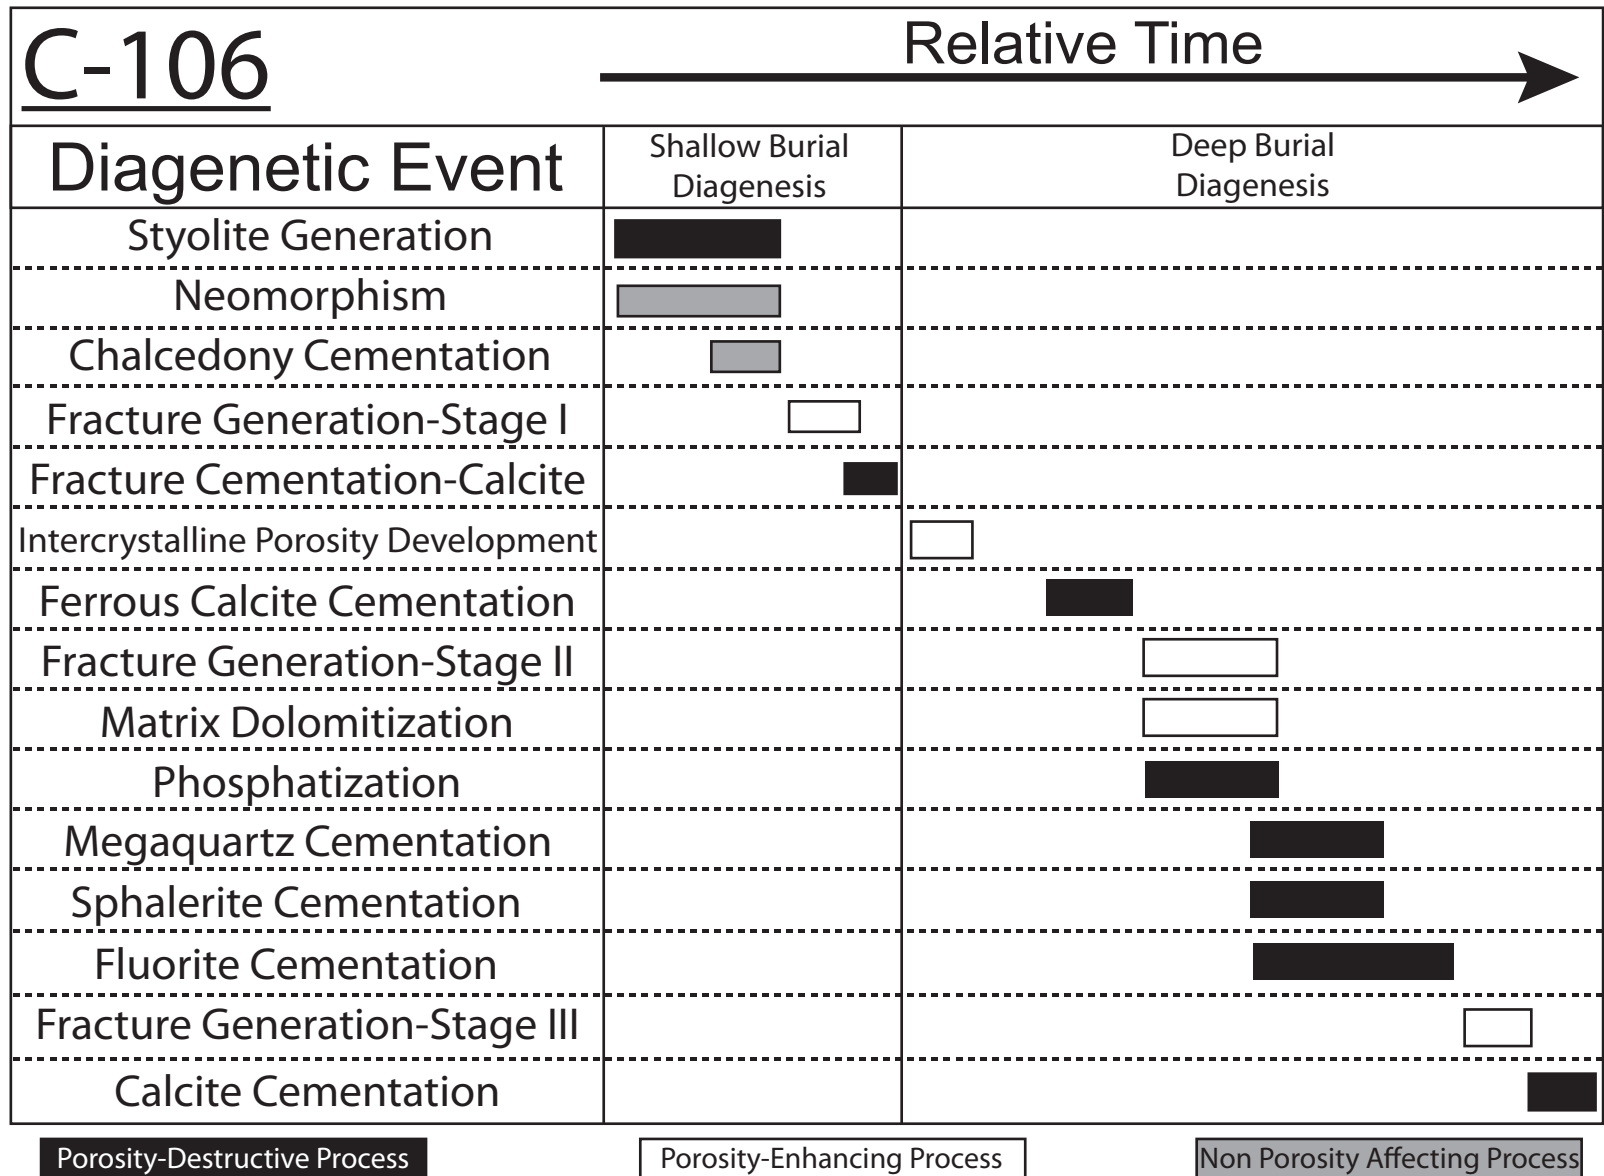 C-106
Relative Time
Diagenetic Event
Shallow Burial
Diagenesis
Deep Burial
Diagenesis
Styolite Generation
Neomorphism
Chalcedony Cementation
Fracture Generation-Stage I
Fracture Cementation-Calcite
Intercrystalline Porosity Development
Ferrous Calcite Cementation
Fracture Generation-Stage II
Matrix Dolomitization
Phosphatization
Megaquartz Cementation
Sphalerite Cementation
Fluorite Cementation
Fracture Generation-Stage III
Calcite Cementation
Porosity-Destructive Process
Porosity-Enhancing Process
Non Porosity Affecting Process